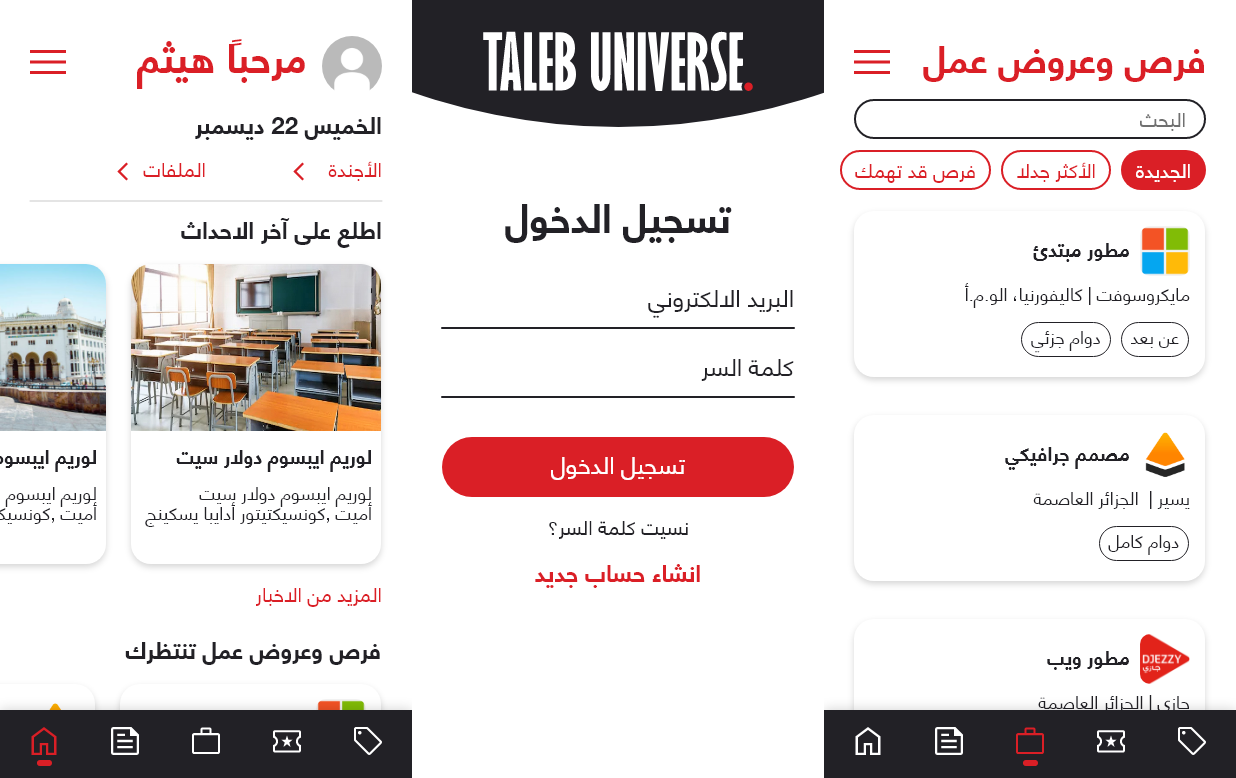 مرحباً هيثم
الخميس 22 ديسمبر
الأجندة
الملفات
اطلع على آخر الاحداث
لوريم ايبسوم دولار سيت
لوريم ايبسوم دولار سيت
أميت ,كونسيكتيتور أدايبا يسكينج
لوريم ايبسوم
لوريم ايبسوم
المزيد من الاخبار
فرص وعروض عمل تنتظرك
TALEB UNIVERSE.
تسجيل الدخول
البريد الالكتروني
كلمة السر
تسجيل الدخول
نسيت كلمة السر؟
انشاء حساب جديد
فرص وعروض عمل
البحث
الجديدة
الأكثر جدلا
فرص قد تهمك
مطور مبتدئ
مايكروسوفت | كاليفورنيا، الو.م.أ
عن بعد
دوام جزئي
مصمم جرافيكي
يسير | الجزائر العاصمة
دوام كامل
DJEZZY
جازي
مطور ويب
جازي | الجزائر العاصمة